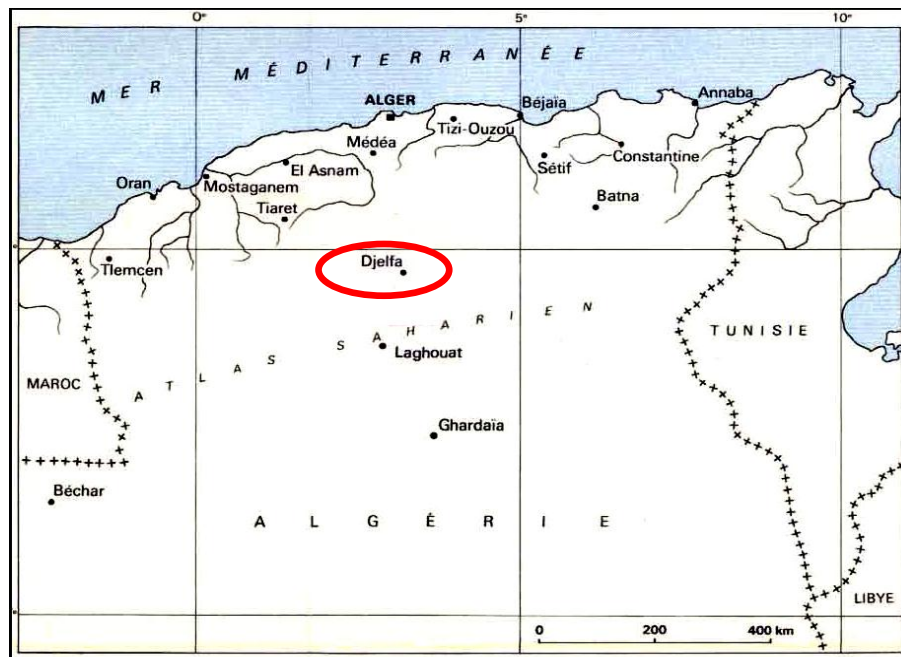 0°
5°
10°
MER MÉDITERRANÉE
ALGER
Annaba
Béjaïa
Tizi-Ouzou
Médéa
Constantine
El Asnam
Sétif
Oran
Mostaganem
Batna
Tiaret
Djelfa
Tlemcen
ATLAS SAHARIEN
TUNISIE
Laghouat
MAROC
Ghardaïa
Béchar
ALGÉRIE
LIBYE
0 200 400 km